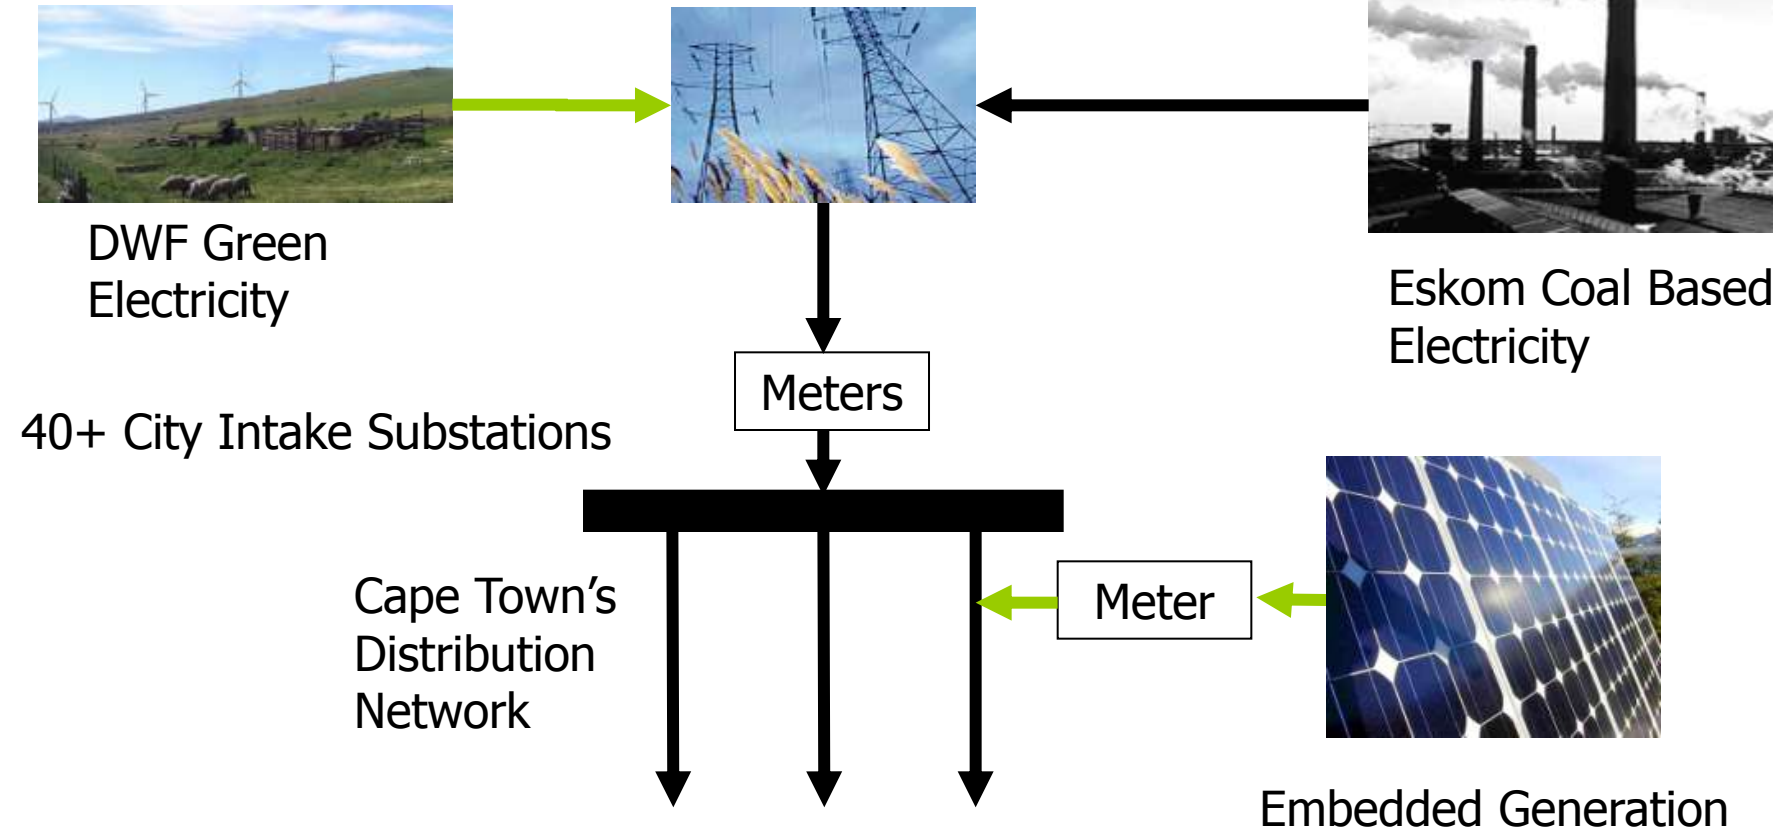 DWF Green
Electricity
Eskom Coal Based
Electricity
Meters
40+ City Intake Substations
Cape Town’s
Distribution
Network
Meter
Embedded Generation